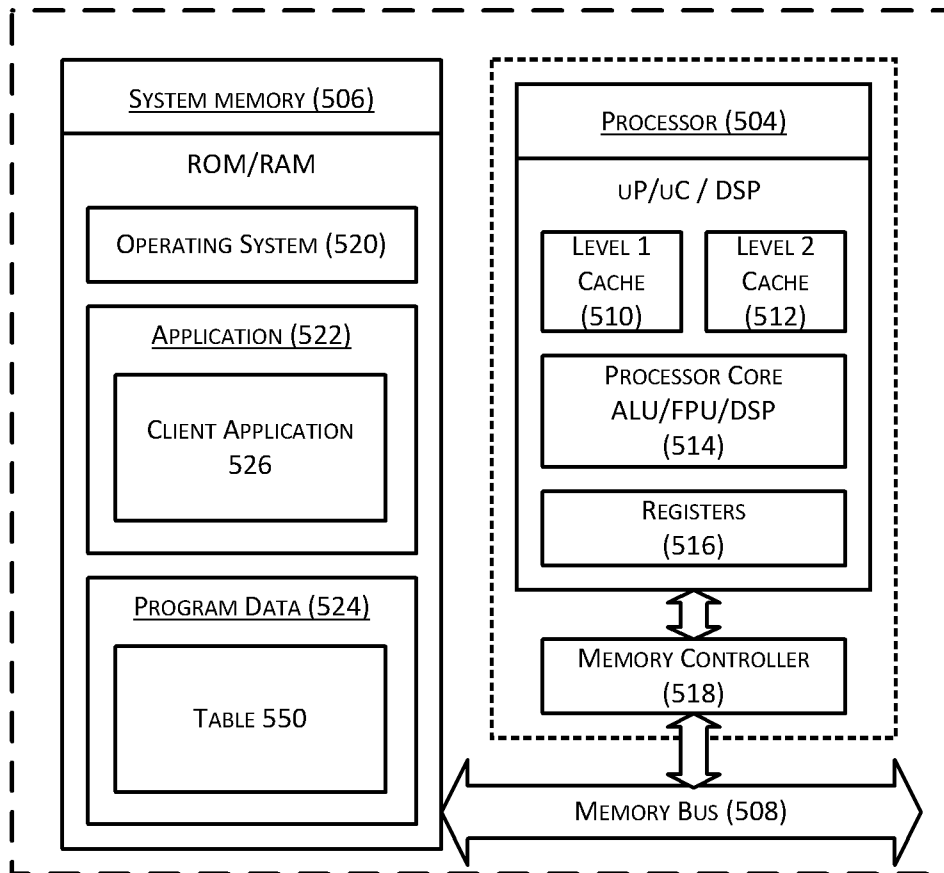 SYSTEM MEMORY (506)
ROM/RAM
OPERATING SYSTEM (520)
APPLICATION (522)
CLIENT APPLICATION
526
PROGRAM DATA (524)
TABLE 550
PROCESSOR (504)
UP/UC / DSP
LEVEL 1
CACHE
(510)
LEVEL 2
CACHE
(512)
PROCESSOR CORE
ALU/FPU/DSP
(514)
REGISTERS
(516)
MEMORY CONTROLLER
(518)
MEMORY BUS (508)